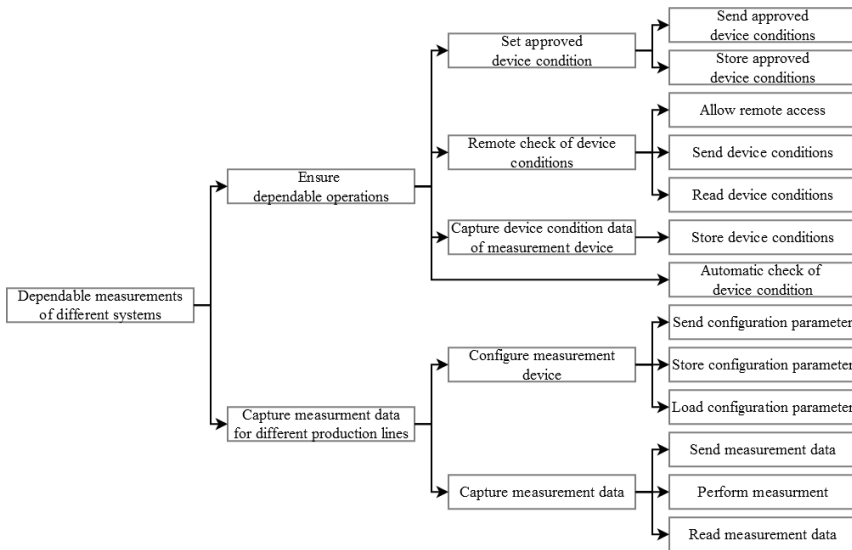 Send approved
device conditions
Set approved
device condition
Store approved
device conditions
Allow remote access
Remote check of device
conditions
Send device conditions
Ensure
dependable operations
Read device conditions
Capture device condition data
of measurement device
Store device conditions
Automatic check of
device condition
Dependable measurements
of different systems
Send configuration parameter
Configure measurement
device
Store configuration parameter
Capture measurment data
for different production lines
Load configuration parameter
Send measurement data
Capture measurement data
Perform measurment
Read measurement data